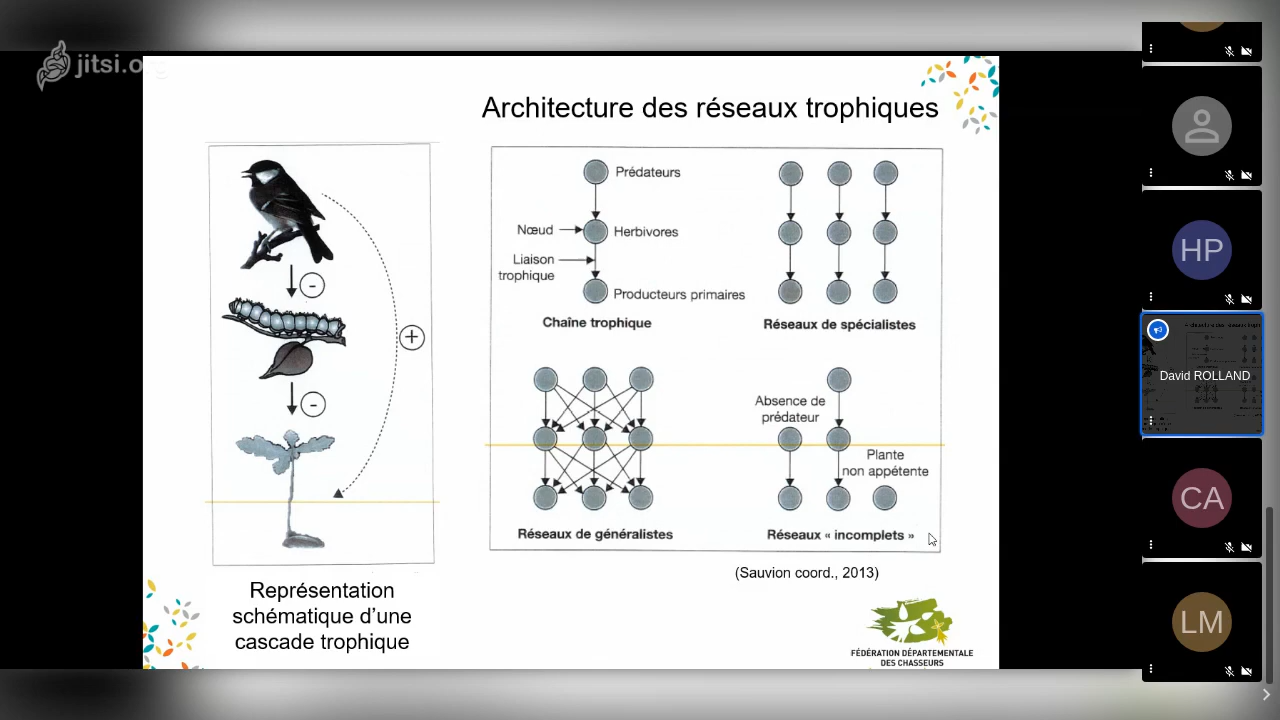 jitsi.org
Architecture des réseaux trophiques
-
-
+
Représentation
schématique d’une
cascade trophique
Prédateurs
Nœud
Herbivores
Liaison
trophique
Producteurs primaires
Chaîne trophique
Réseaux de spécialistes
Absence de
prédateur
Plante
non appétente
Réseaux de généralistes
Réseaux « incomplets »
(Sauvion coord., 2013)
FÉDÉRATION DÉPARTEMENTALE
DES CHASSEURS
HP
David ROLLAND
CA
LM